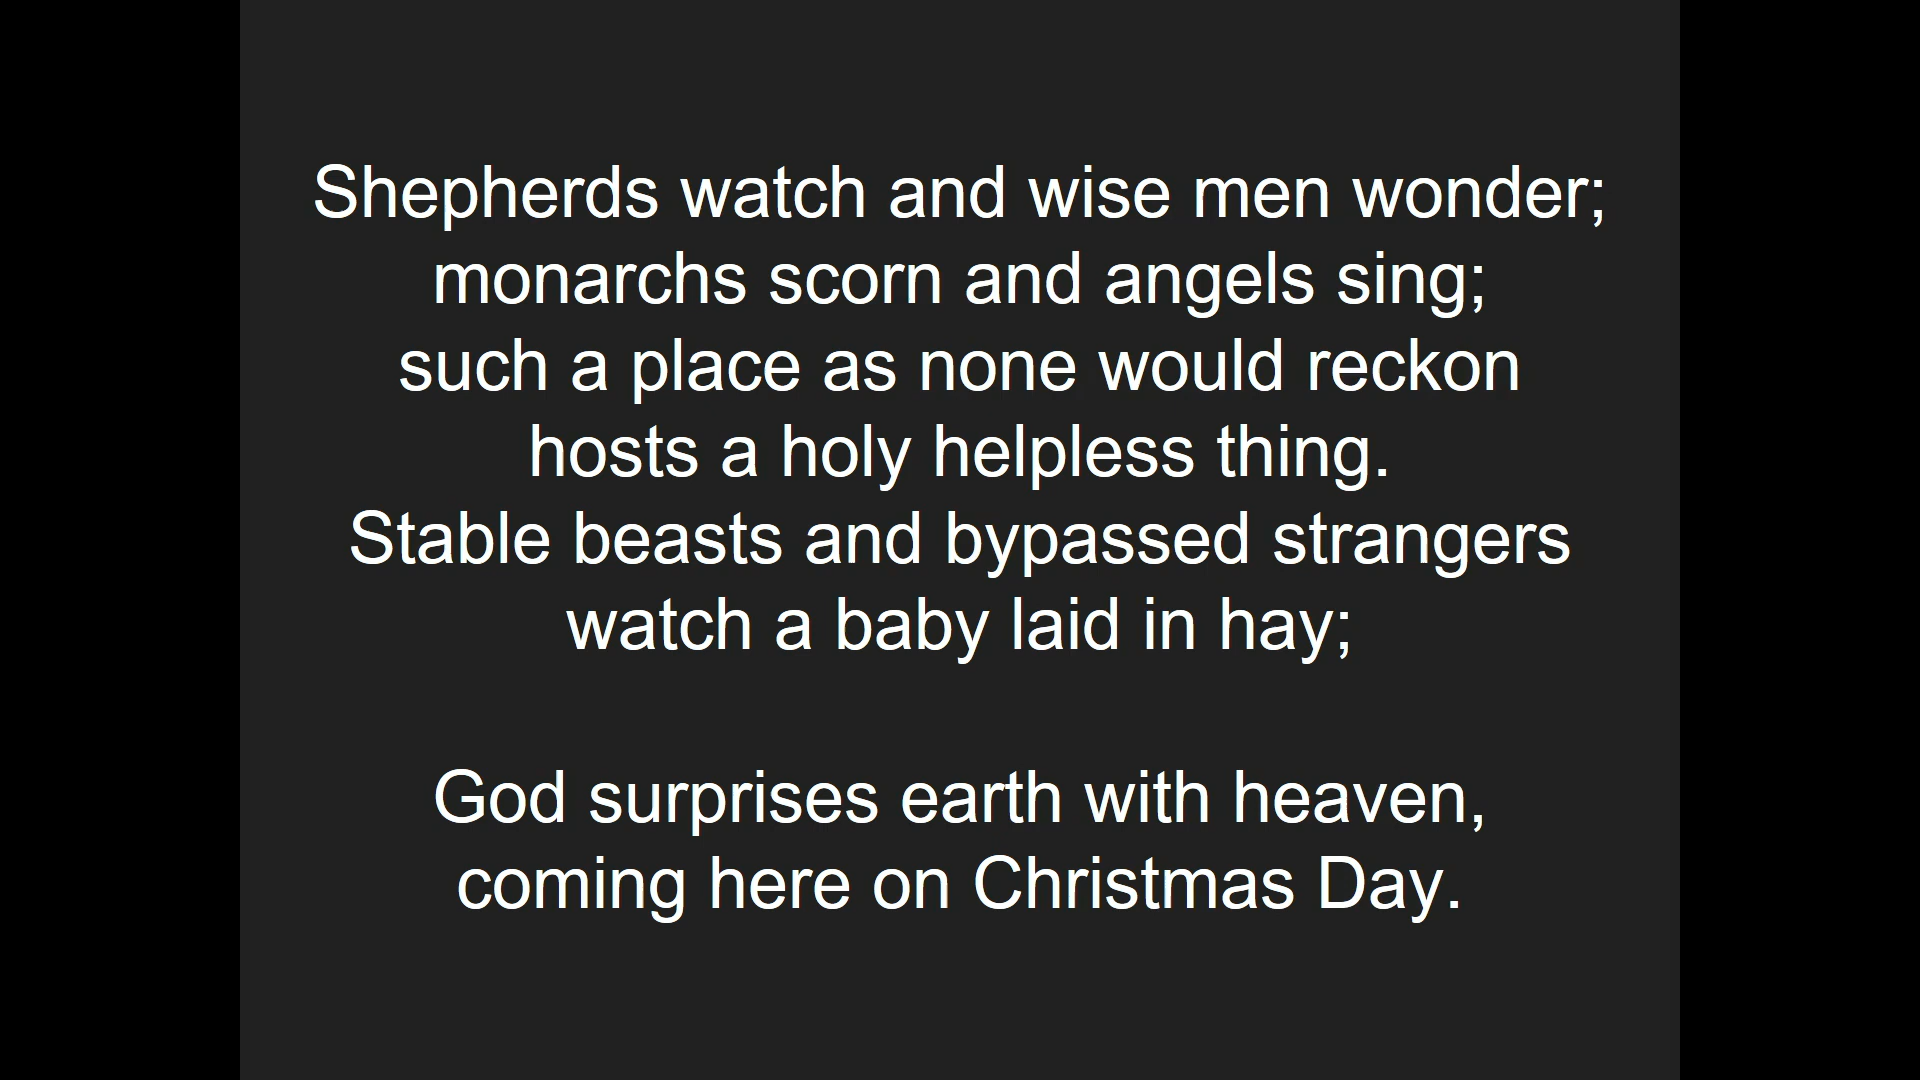 Shepherds watch and wise men wonder;
monarchs scorn and angels sing;
such a place as none would reckon
hosts a holy helpless thing.
Stable beasts and bypassed strangers
watch a baby laid in hay;
God surprises earth with heaven,
coming here on Christmas Day.